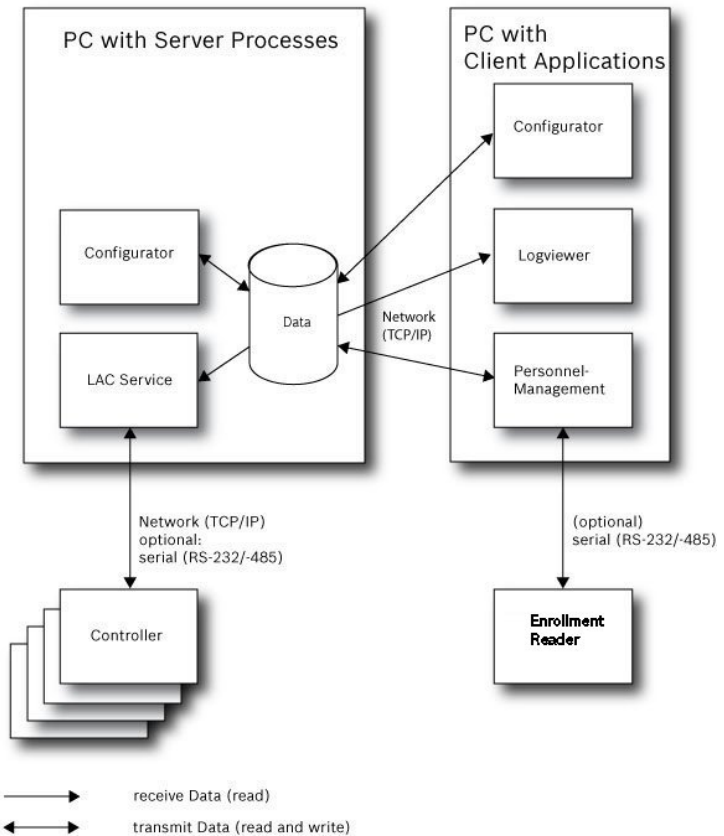 PC with Server Processes
PC with
Client Applications
Configurator
Configurator
Logviewer
Data
Network
(TCP/IP)
LAC Service
Personnel-
Management
Network (TCP/IP)
optional:
serial (RS-232/-485)
(optional)
serial (RS-232/-485)
Controller
Enrollment
Reader
receive Data (read)
transmit Data (read and write)